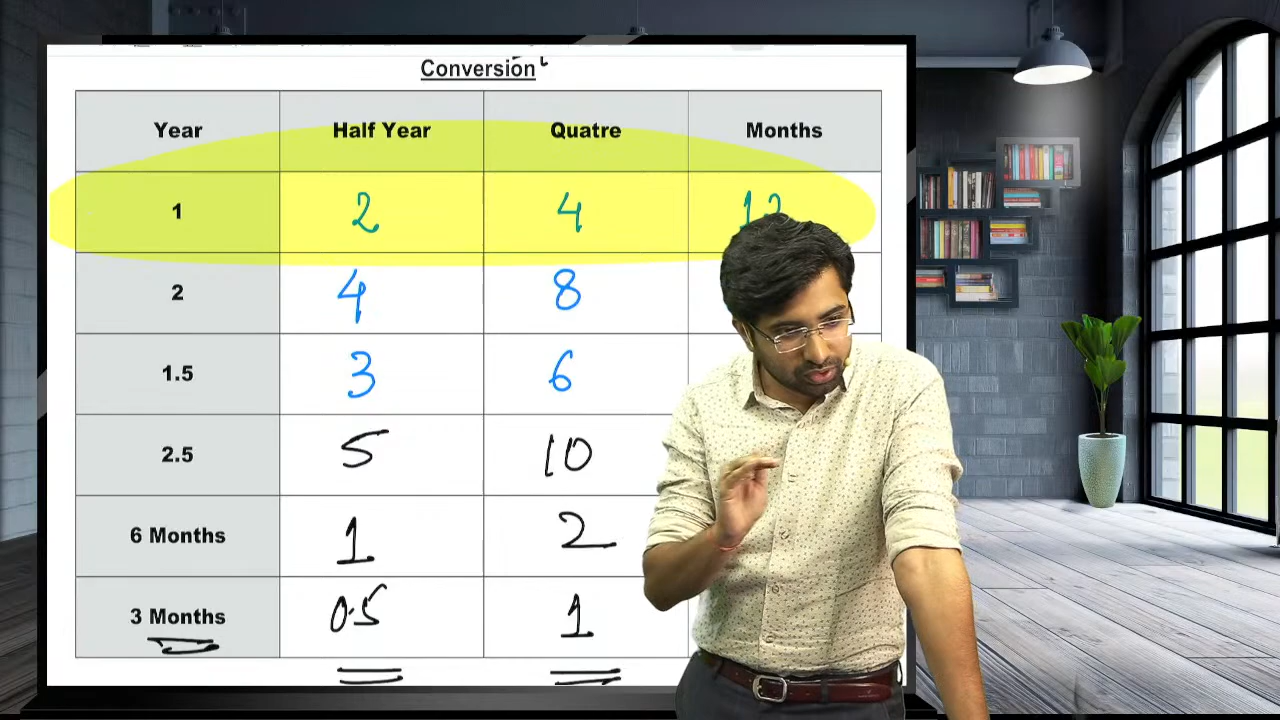 Conversion
Year Half Year Quatre Months
1 2 4 12
2 4 8
1.5 3 6
2.5 5 10
6 Months 1 2
3 Months 0.5 1